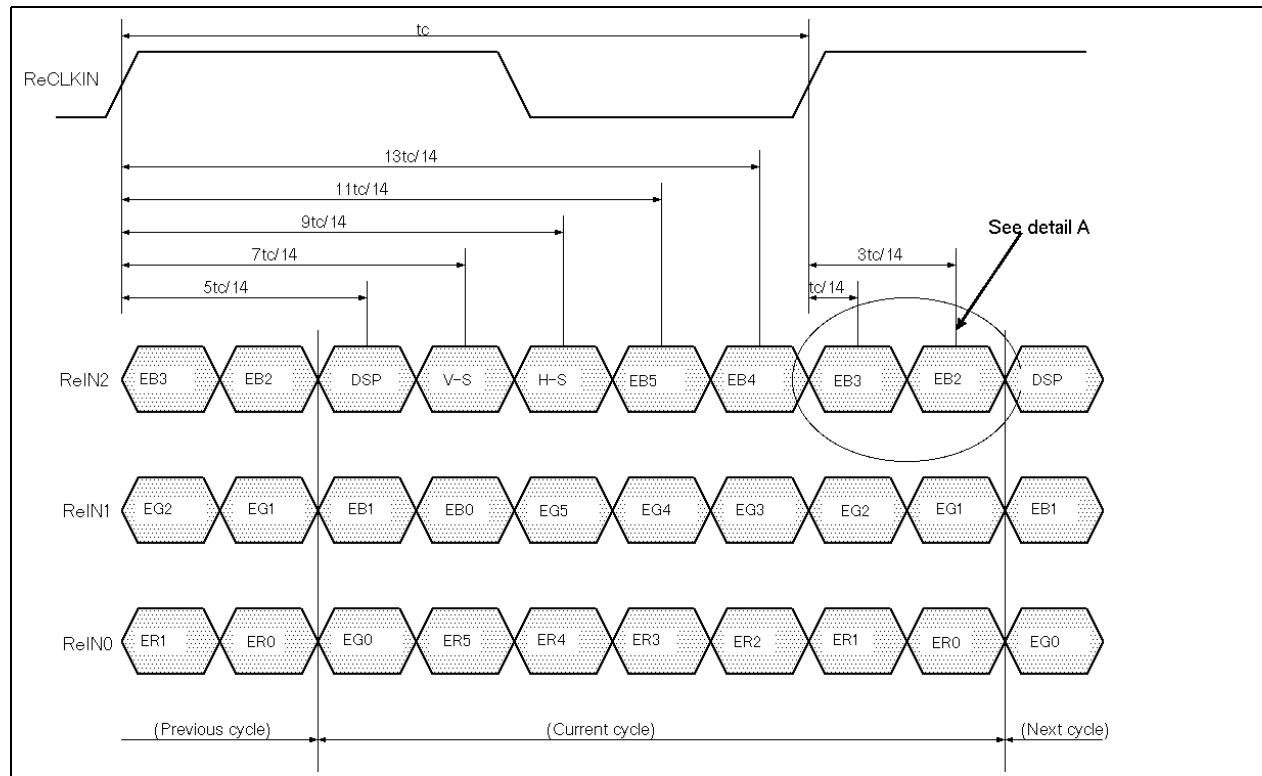 tc
ReCLKIN
13tc/14
11tc/14
9tc/14
See detail A
7tc/14
3tc/14
5tc/14
tc/14
ReIN2 EB3 EB2 DSP V-S H-S EB5 EB4 EB3 EB2 DSP
ReIN1 EG2 EG1 EB1 EB0 EG5 EG4 EG3 EG2 EG1 EB1
ReIN0 ER1 ER0 EG0 ER5 ER4 ER3 ER2 ER1 ER0 EG0
(Previous cycle) (Current cycle) (Next cycle)